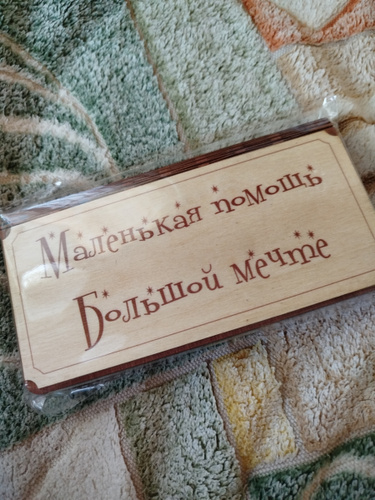 Маленькая помощь
Большой мечте